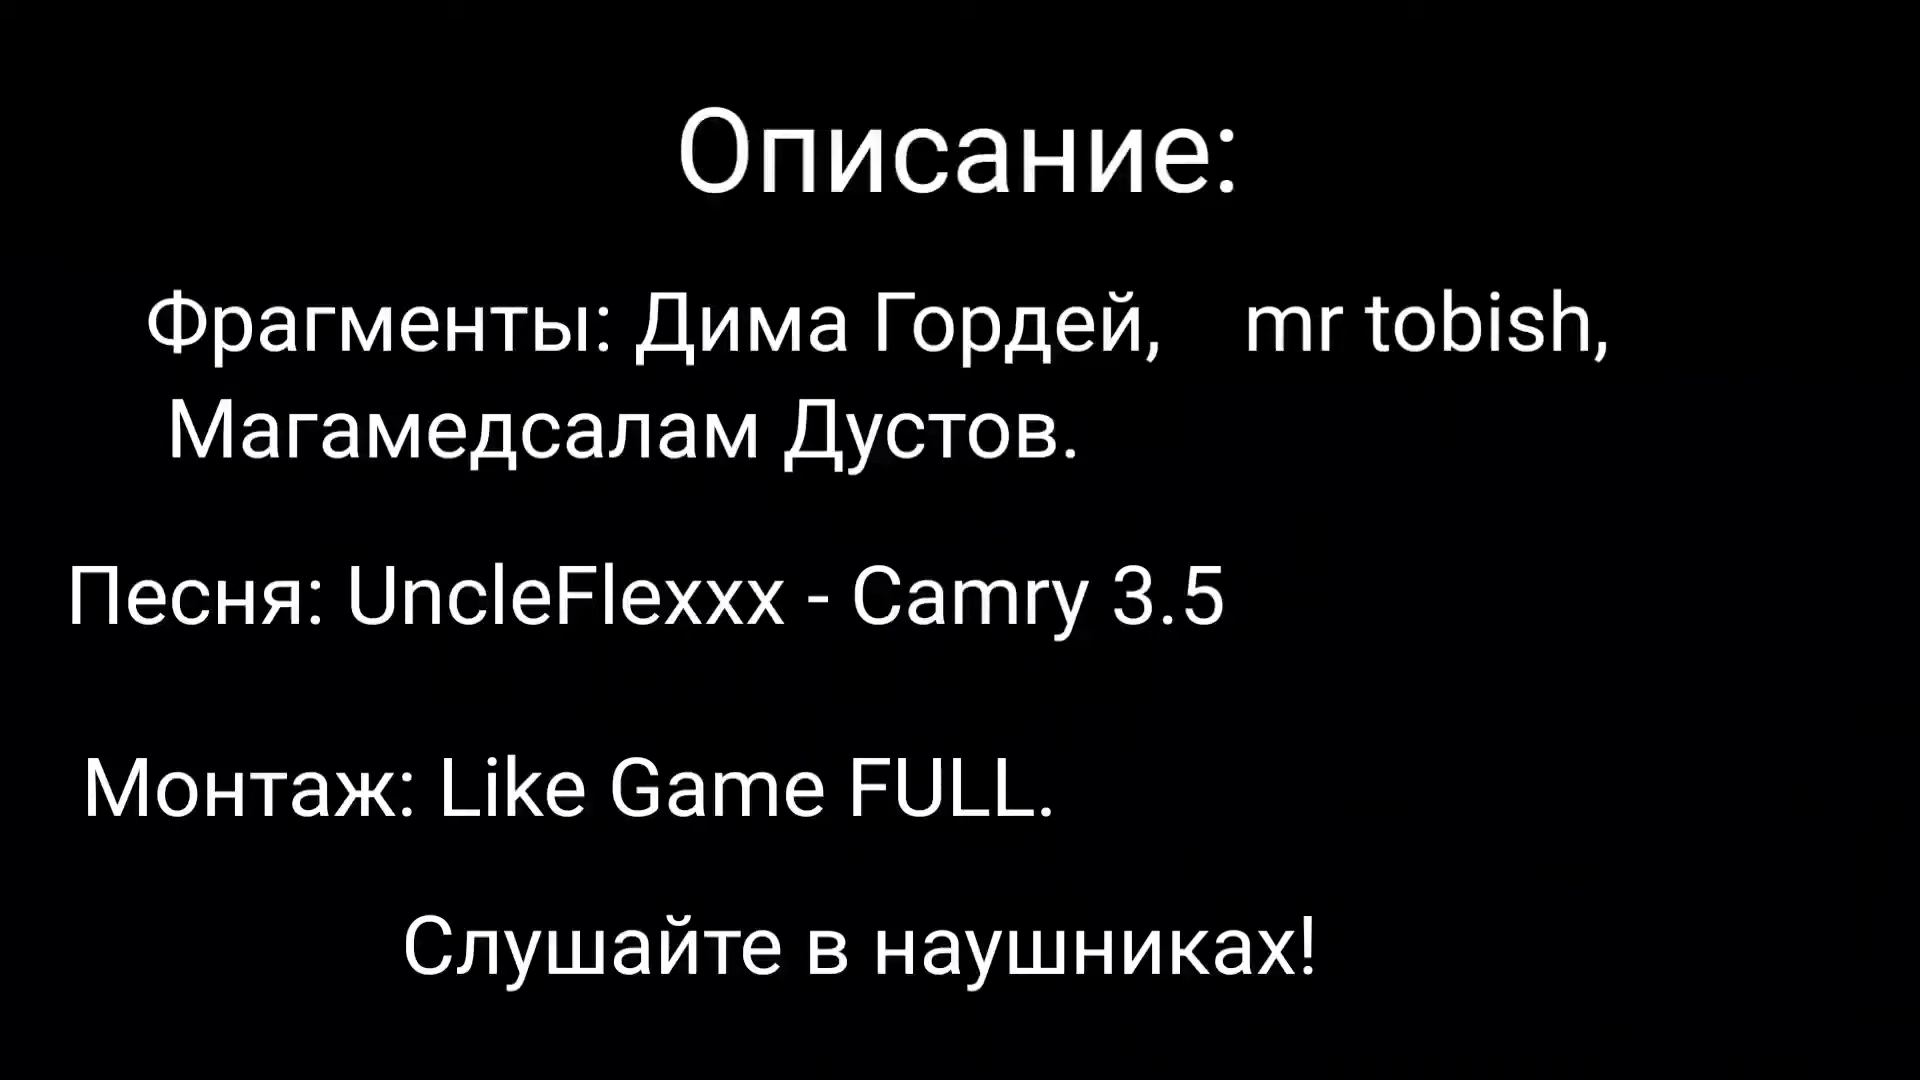 Описание:
Фрагменты: Дима Гордей, mr tobish,
Магамедсалам Дустов.
Песня: UncleFlexxx - Camry 3.5
Монтаж: Like Game FULL.
Слушайте в наушниках!